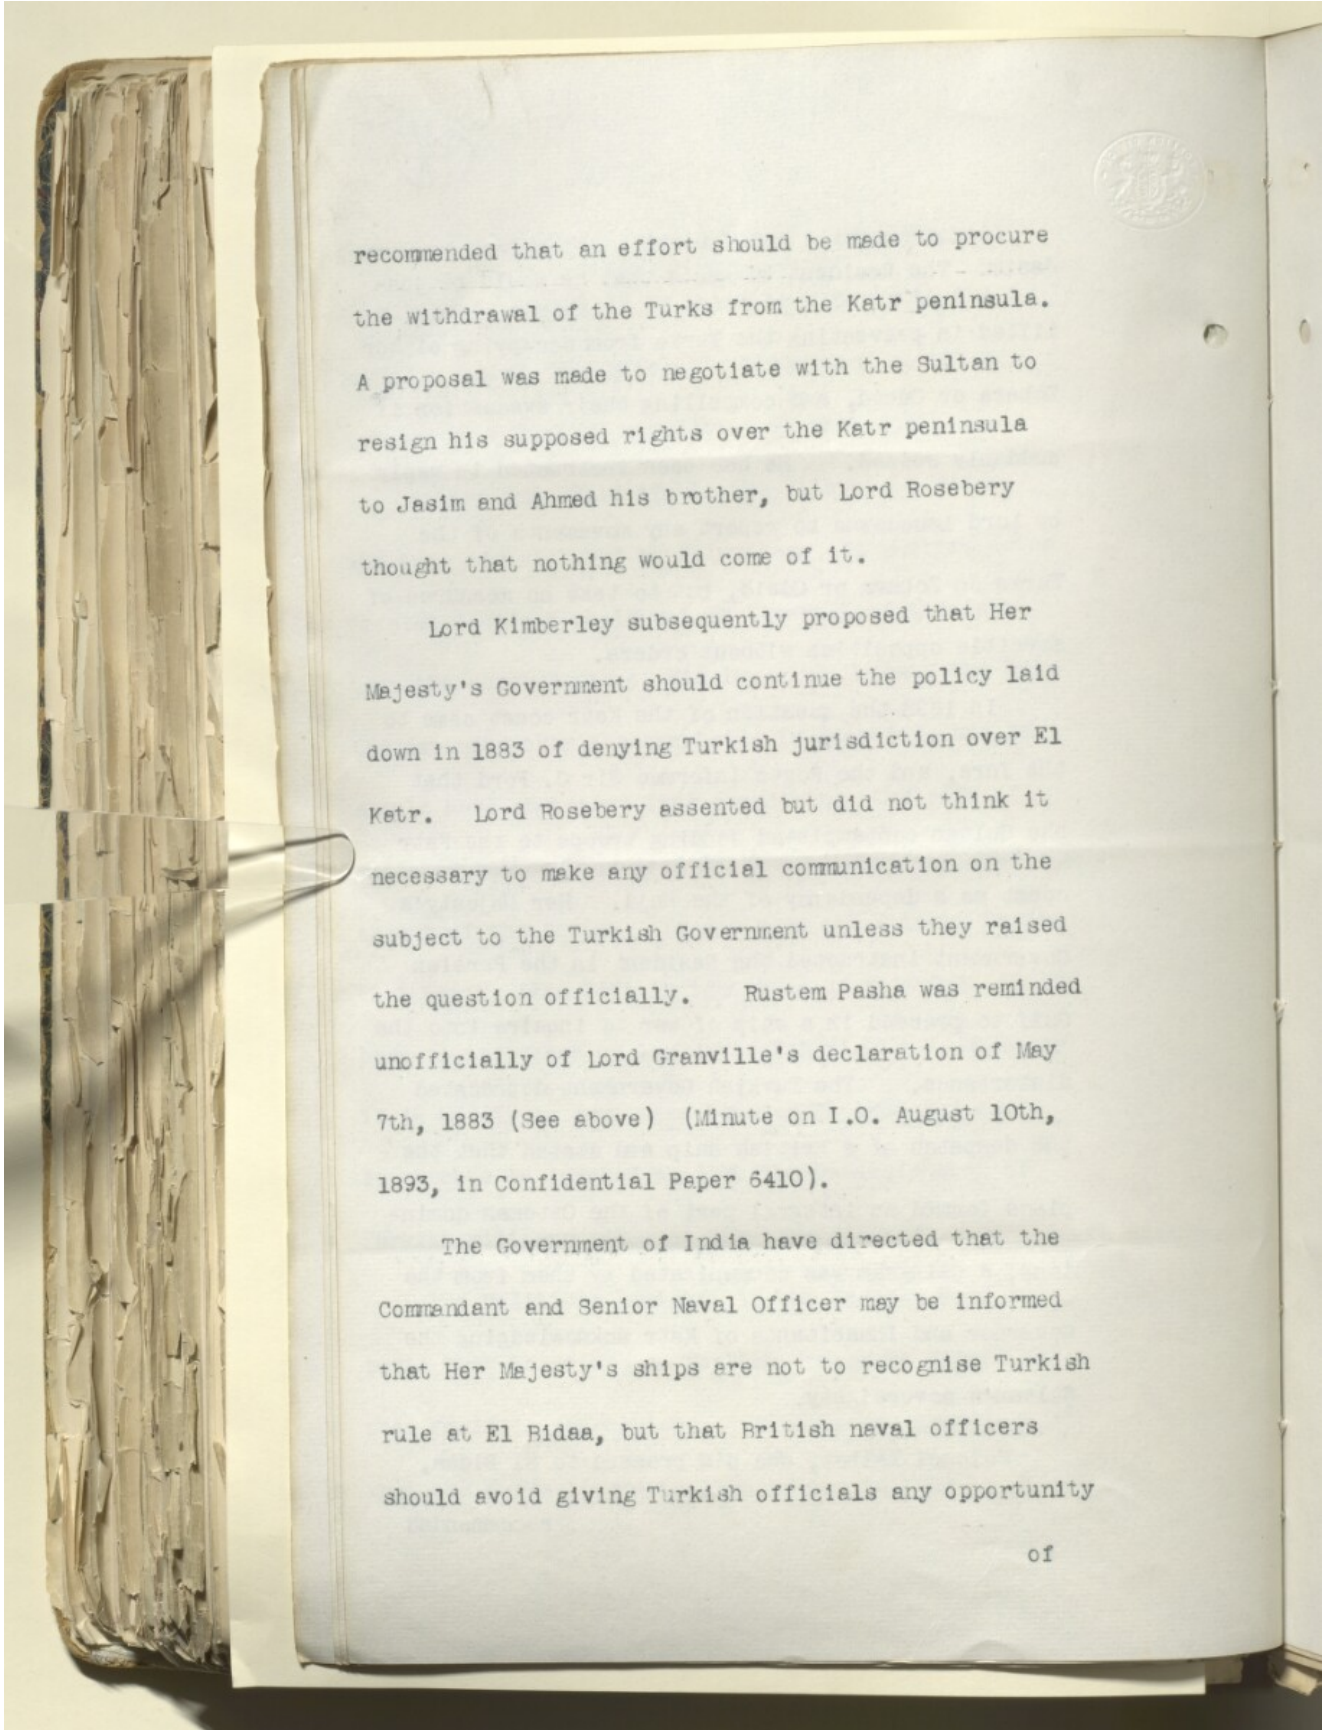 recommended that an effort should be made to procure
the withdrawal of the Turks from the Katr peninsula.
A proposal was made to negotiate with the Sultan to
resign his supposed rights over the Katr peninsula
to Jasim and Ahmed his brother, but Lord Rosebery
thought that nothing would come of it.
Lord Kimberley subsequently proposed that Her
Majesty's Government should continue the policy laid
down in 1883 of denying Turkish jurisdiction over El
Katr. Lord Rosebery assented but did not think it
necessary to make any official communication on the
subject to the Turkish Government unless they raised
the question officially. Rustem Pasha was reminded
unofficially of Lord Granville's declaration of May
7th, 1883 (See above) (Minute on I.O. August 10th,
1893, in Confidential Paper 6410).
The Government of India have directed that the
Commandant and Senior Naval Officer may be informed
that Her Majesty's ships are not to recognise Turkish
rule at El Bidaa, but that British naval officers
should avoid giving Turkish officials any opportunity
of